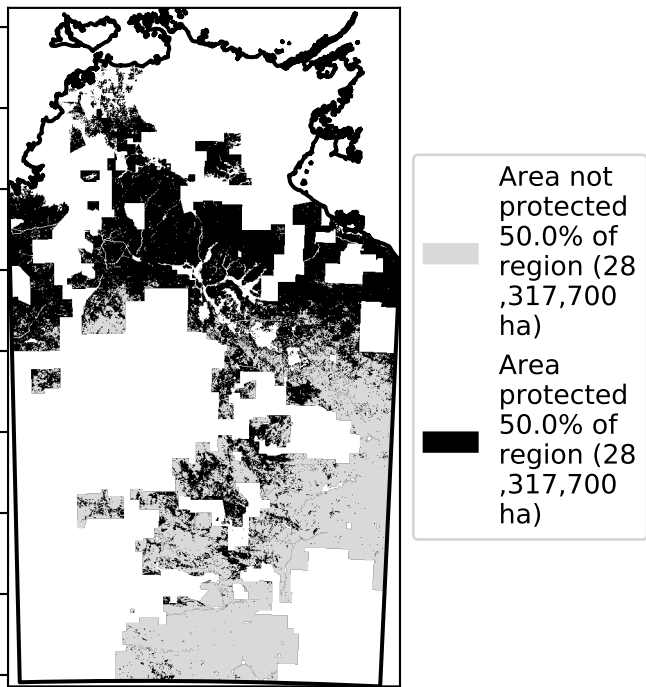 Area not
protected
50.0% of
region (28
,317,700
ha)
Area
protected
50.0% of
region (28
,317,700
ha)